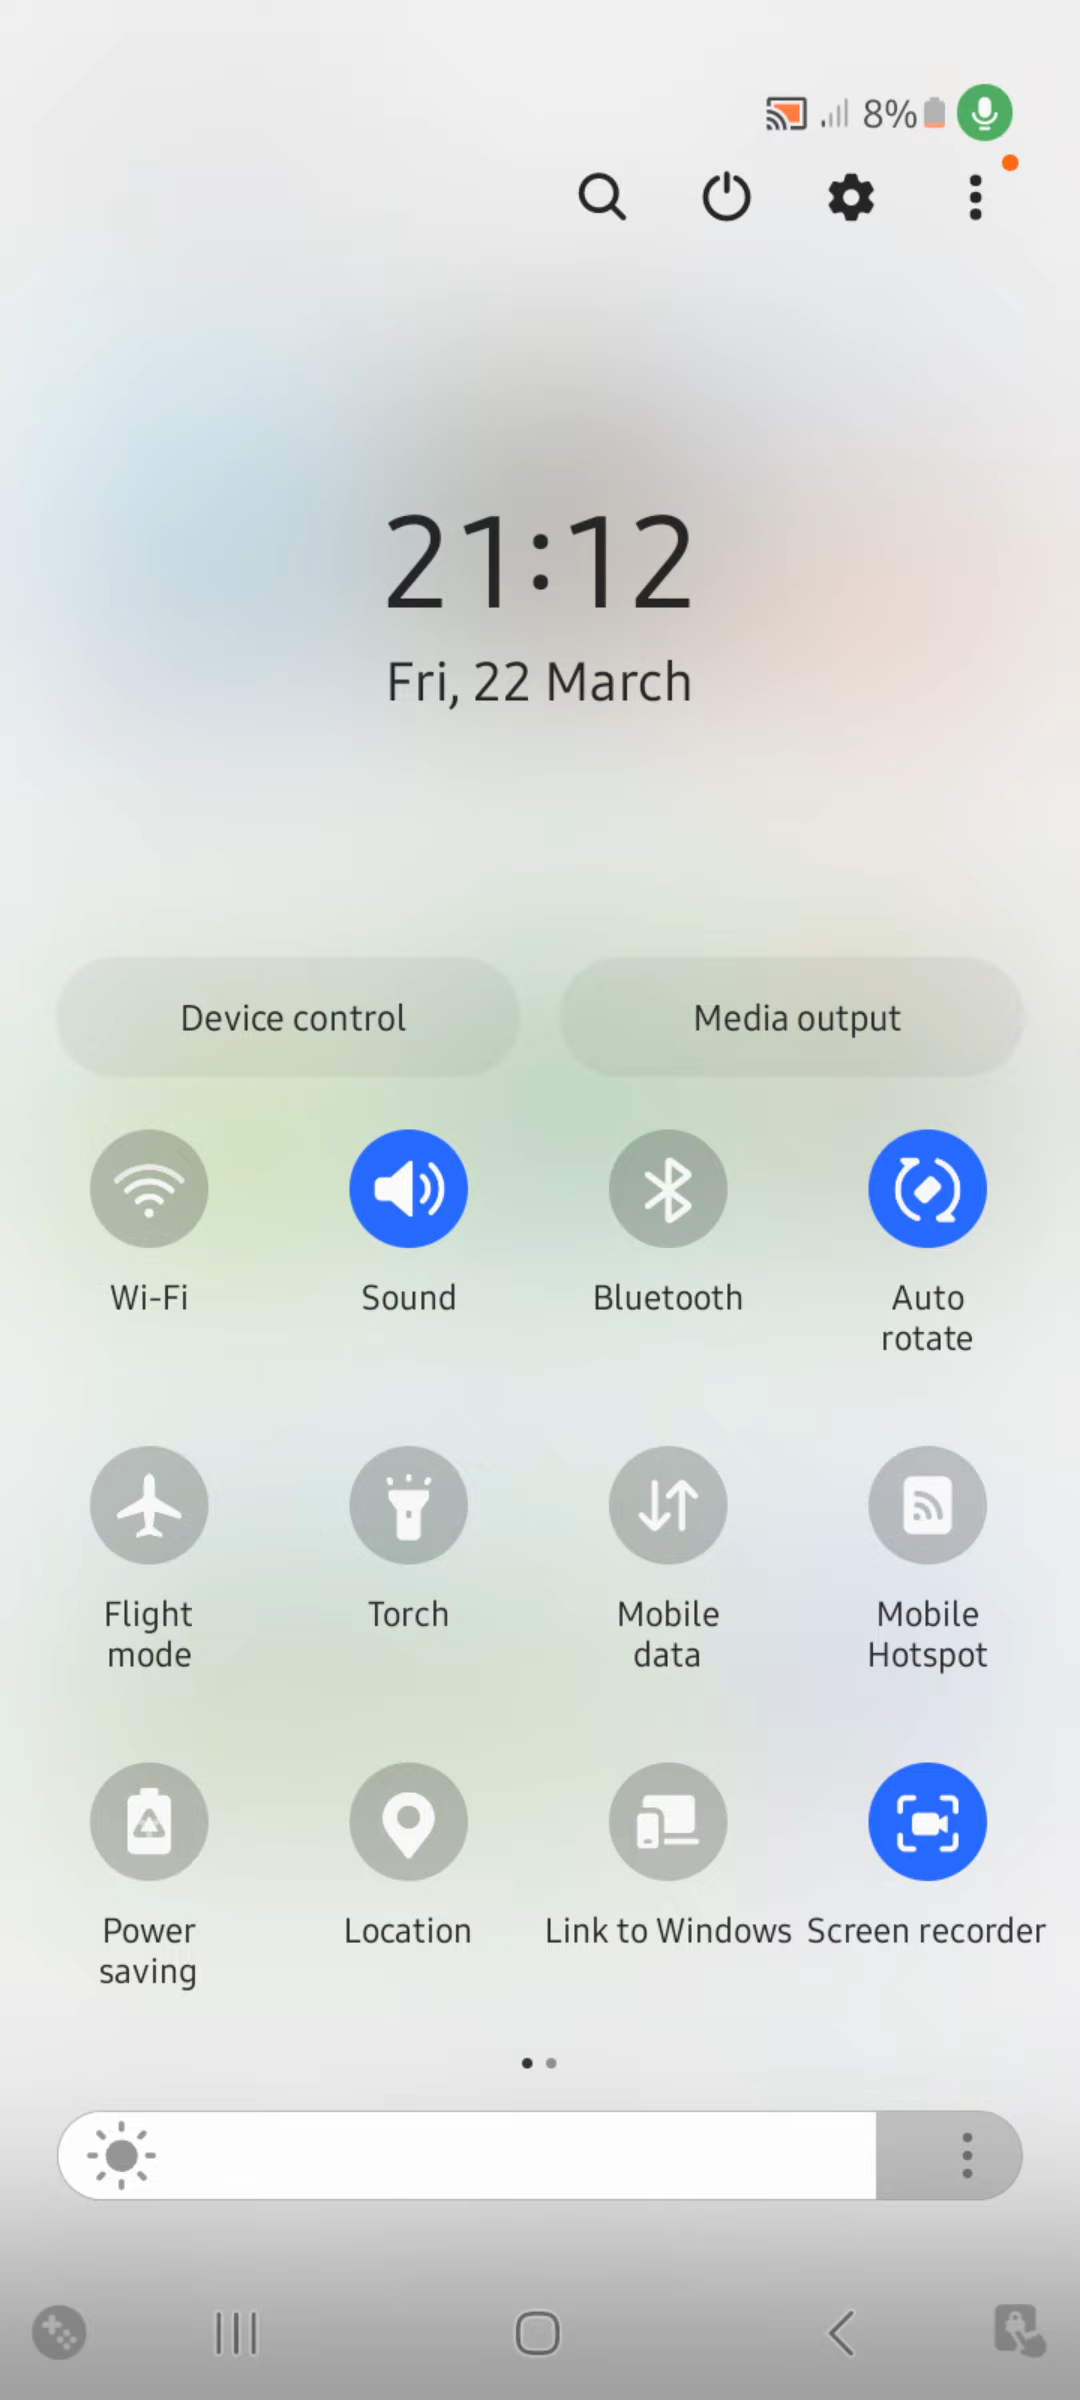 8%
21:12
Fri, 22 March
Device control
Media output
Wi-Fi
Sound
Bluetooth
Auto
rotate
Flight
mode
Torch
Mobile
data
Mobile
Hotspot
Power
saving
Location
Link to Windows
Screen recorder